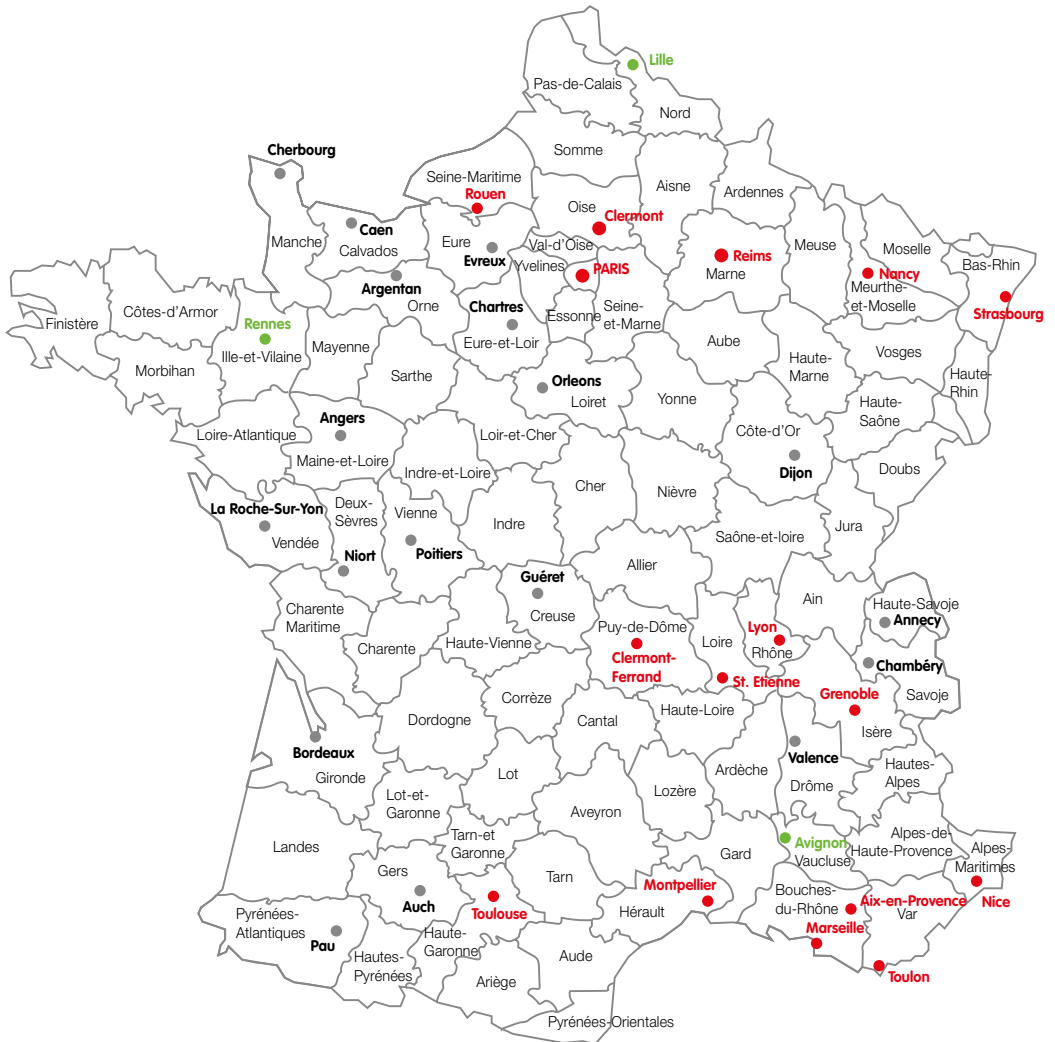 Lille
Pas-de-Calais
Nord
Cherbourg
Somme
Seine-Maritime
Aisne
Ardennes
Rouen
Oise
Clermont
Caen
Manche
Calvados
Eure
Val-d'Oise
Evreux
Reims
Marne
Meuse
Moselle
Bas-Rhin
Yvelines
PARIS
Nancy
Meurthe-
et-Moselle
Argentan
Orne
Strasbourg
Chartres
Essonne
Seine-
et-Marne
Côtes-d'Armor
Finistère
Rennes
Ille-et-Vilaine
Mayenne
Eure-et-Loir
Aube
Vosges
Haute-
Marne
Haute-
Rhin
Morbihan
Sarthe
Orleons
Loiret
Yonne
Haute-
Saône
Angers
Loire-Atlantique
Maine-et-Loire
Loir-et-Cher
Côte-d'Or
Dijon
Doubs
Indre-et-Loire
Cher
Nièvre
La Roche-Sur-Yon
Vendée
Deux-
Sèvres
Vienne
Poitiers
Indre
Jura
Saône-et-loire
Niort
Allier
Guéret
Creuse
Ain
Haute-Savoje
Annecy
Charente
Maritime
Charente
Haute-Vienne
Puy-de-Dôme
Clermont-
Ferrand
Loire
Lyon
Rhône
Chambéry
St. Etienne
Savoje
Grenoble
Isère
Corrèze
Dordogne
Cantal
Haute-Loire
Bordeaux
Gironde
Valence
Drôme
Ardèche
Hautes-
Alpes
Lot
Lot-et-
Garonne
Lozère
Aveyron
Landes
Tarn-et
Garonne
Gard
Avignon
Vaucluse
Alpes-de-
Haute-Provence
Alpes-
Maritimes
Nice
Gers
Auch
Toulouse
Tarn
Montpellier
Hérault
Bouches-
du-Rhône
Aix-en-Provence
Var
Marseille
Toulon
Pyrénées-
Atlantiques
Pau
Haute-
Garonne
Hautes-
Pyrénées
Aude
Ariège
Pyrénées-Orientales